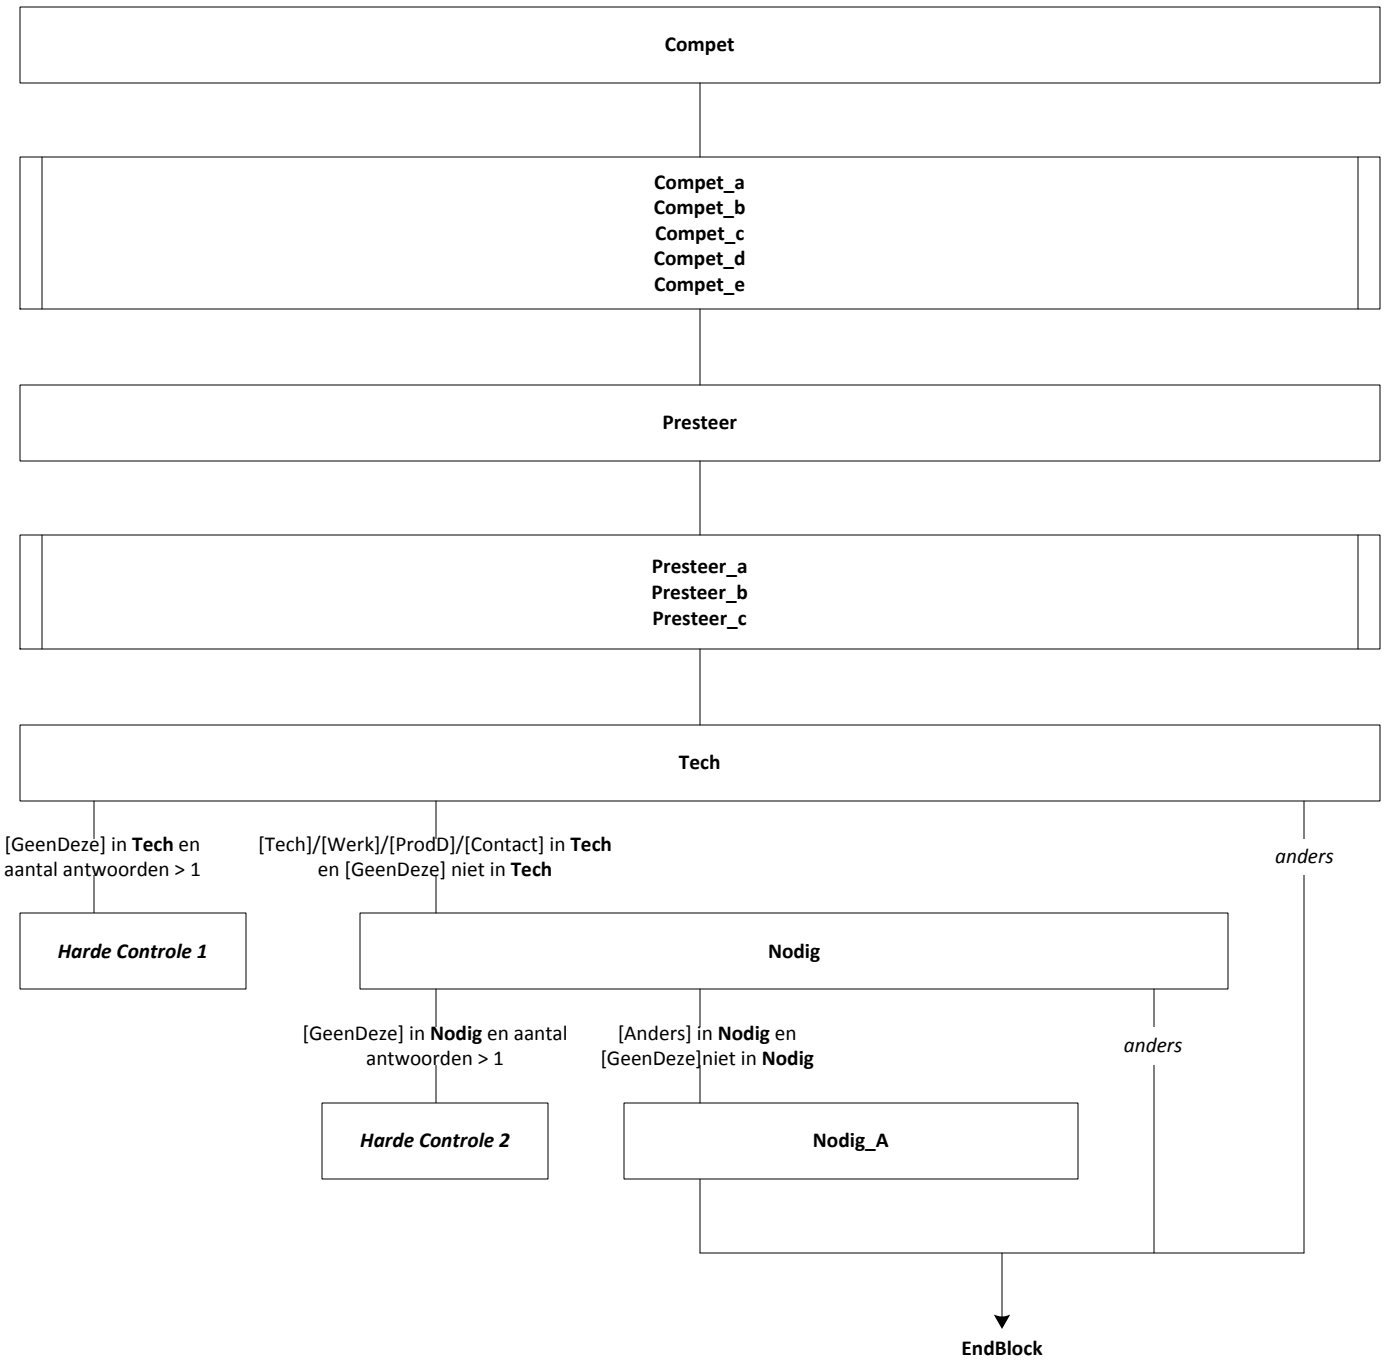 Compet
Compet_a
Compet_b
Compet_c
Compet_d
Compet_e
Presteer
Presteer_a
Presteer_b
Presteer_c
Tech
[GeenDeze] in Tech en
aantal antwoorden > 1
[Tech]/[Werk]/[ProdD]/[Contact] in Tech
en [GeenDeze] niet in Tech
anders
Harde Controle 1
Nodig
[GeenDeze] in Nodig en aantal
antwoorden > 1
[Anders] in Nodig en
[GeenDeze]niet in Nodig
anders
Harde Controle 2
Nodig_A
EndBlock